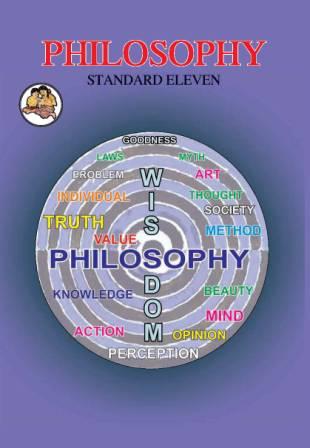 PHILOSOPHY
STANDARD ELEVEN
GOODNESS
LAWS MYTH
PROBLEM ART
INDIVIDUAL THOUGHT
SOCIETY
TRUTH METHOD
VALUE
PHILOSOPHY
WISDOM
KNOWLEDGE BEAUTY
MIND
ACTION OPINION
PERCEPTION